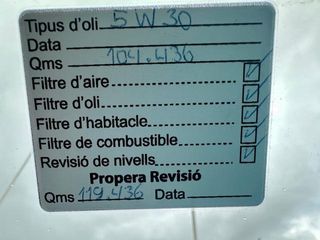 Tipus d'oli 5W30
Data
Qms 104.436
Filtre d'aire ✓
Filtre d'oli ✓
Filtre d'habitacle ✓
Filtre de combustible ✓
Revisió de nivells ✓
Propera Revisió
Qms 119.436 Data